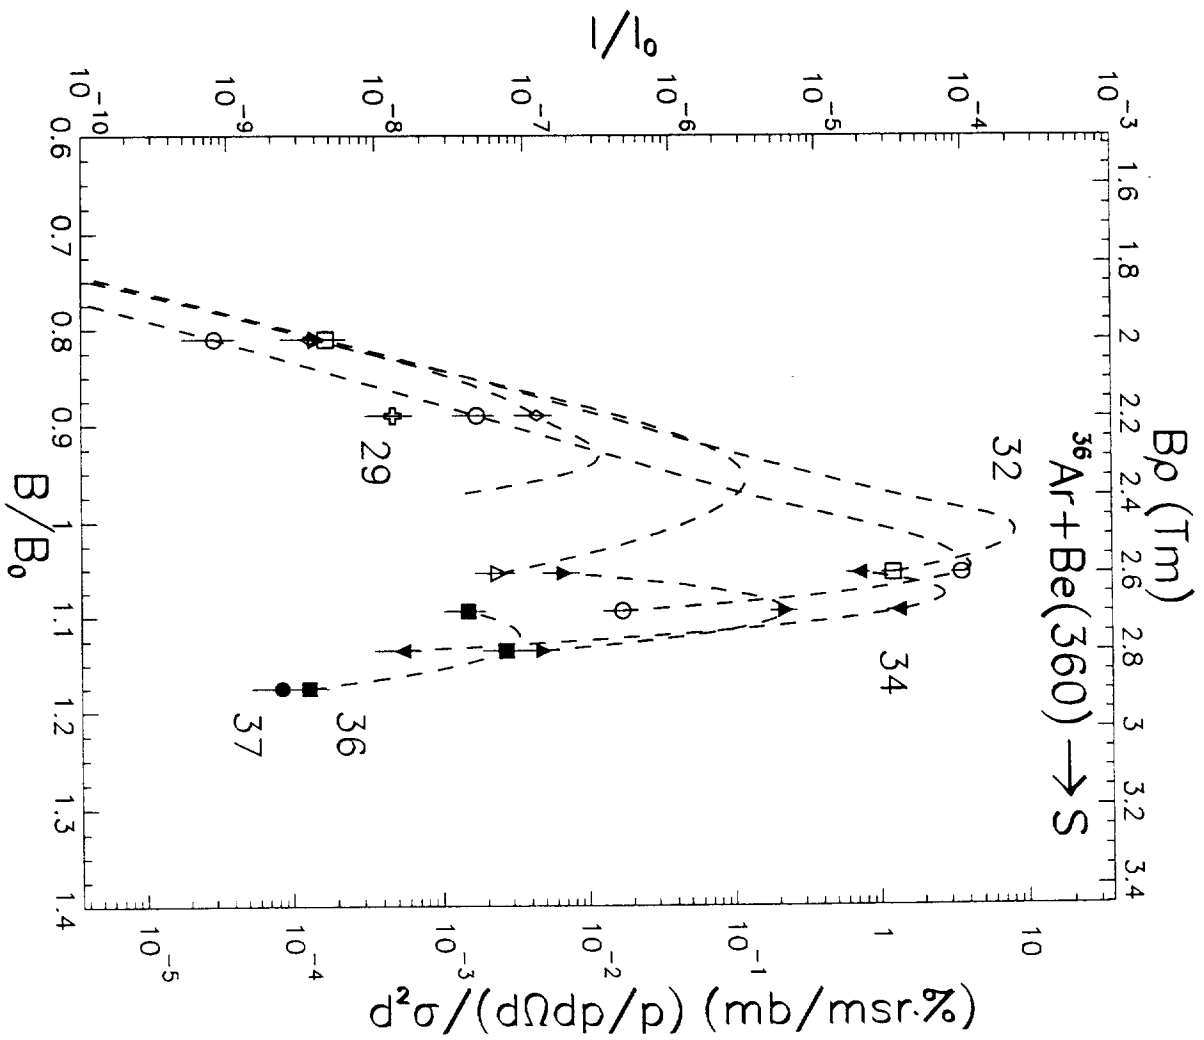 Bρ (Tm)
1.6 1.8 2 2.2 2.4 2.6 2.8 3 3.2 3.4
³⁶Ar+Be(360) → S
I/I₀
10⁻³
10⁻⁴
10⁻⁵
10⁻⁶
10⁻⁷
10⁻⁸
10⁻⁹
10⁻¹⁰
32
34
29
36
37
10
1
10⁻¹
10⁻²
10⁻³
10⁻⁴
10⁻⁵
d²σ/(dΩdp/p) (mb/msr·%)
0.6 0.7 0.8 0.9 1 1.1 1.2 1.3 1.4
B/B₀